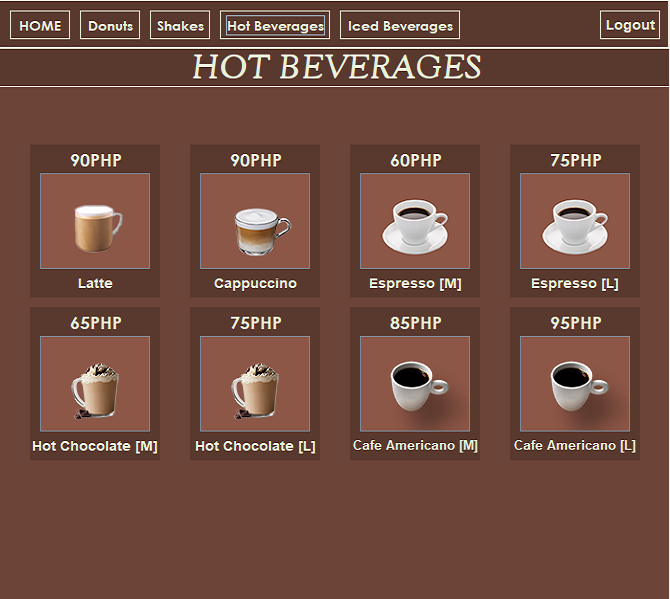 HOME Donuts Shakes Hot Beverages Iced Beverages Logout
HOT BEVERAGES
90PHP 90PHP 60PHP 75PHP
Latte Cappuccino Espresso [M] Espresso [L]
65PHP 75PHP 85PHP 95PHP
Hot Chocolate [M] Hot Chocolate [L] Cafe Americano [M] Cafe Americano [L]